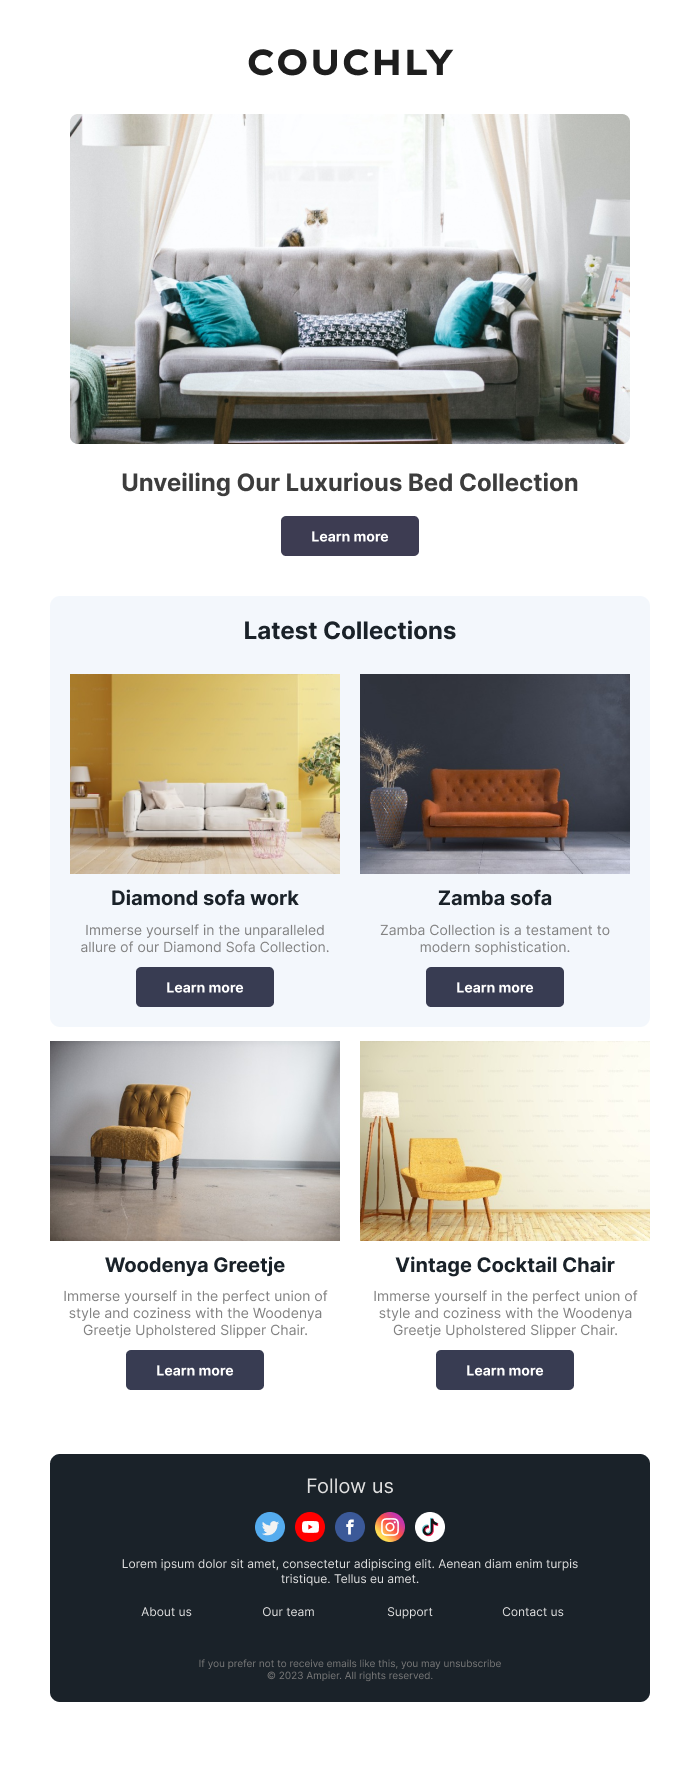 COUCHLY
Unveiling Our Luxurious Bed Collection
Learn more
Latest Collections
Diamond sofa work
Immerse yourself in the unparalleled
allure of our Diamond Sofa Collection.
Learn more
Zamba sofa
Zamba Collection is a testament to
modern sophistication.
Learn more
Woodenya Greetje
Immerse yourself in the perfect union of
style and coziness with the Woodenya
Greetje Upholstered Slipper Chair.
Learn more
Vintage Cocktail Chair
Immerse yourself in the perfect union of
style and coziness with the Woodenya
Greetje Upholstered Slipper Chair.
Learn more
Follow us
Lorem ipsum dolor sit amet, consectetur adipiscing elit. Aenean diam enim turpis
tristique. Tellus eu amet.
About us Our team Support Contact us
If you prefer not to receive emails like this, you may unsubscribe
© 2023 Ampier. All rights reserved.